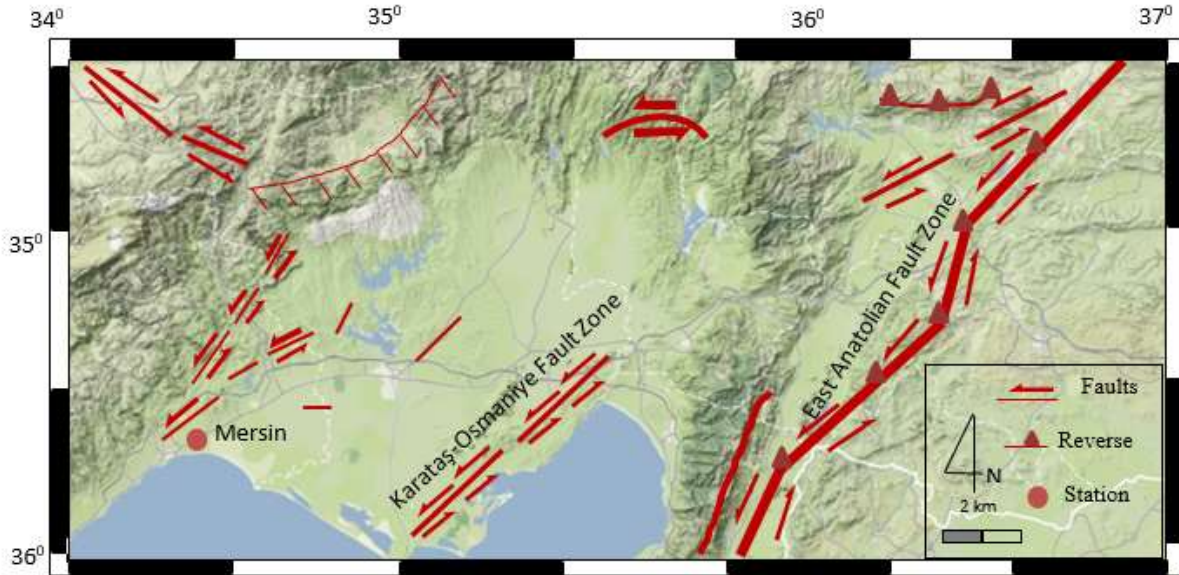 34⁰ 35⁰ 36⁰ 37⁰
35⁰
East Anatolian Fault Zone
Karataş-Osmaniye Fault Zone
Mersin
36⁰
Faults
Reverse
N
2 km
Station